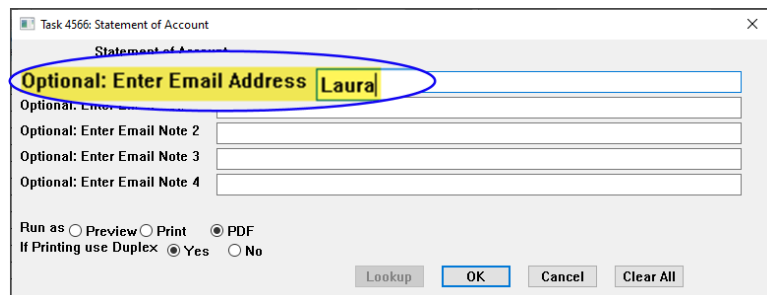 Task 4566: Statement of Account
Statement of Account
Optional: Enter Email Address Laura
Optional: Enter
Optional: Enter Email Note 2
Optional: Enter Email Note 3
Optional: Enter Email Note 4
Run as Preview Print PDF
If Printing use Duplex Yes No
Lookup OK Cancel Clear All